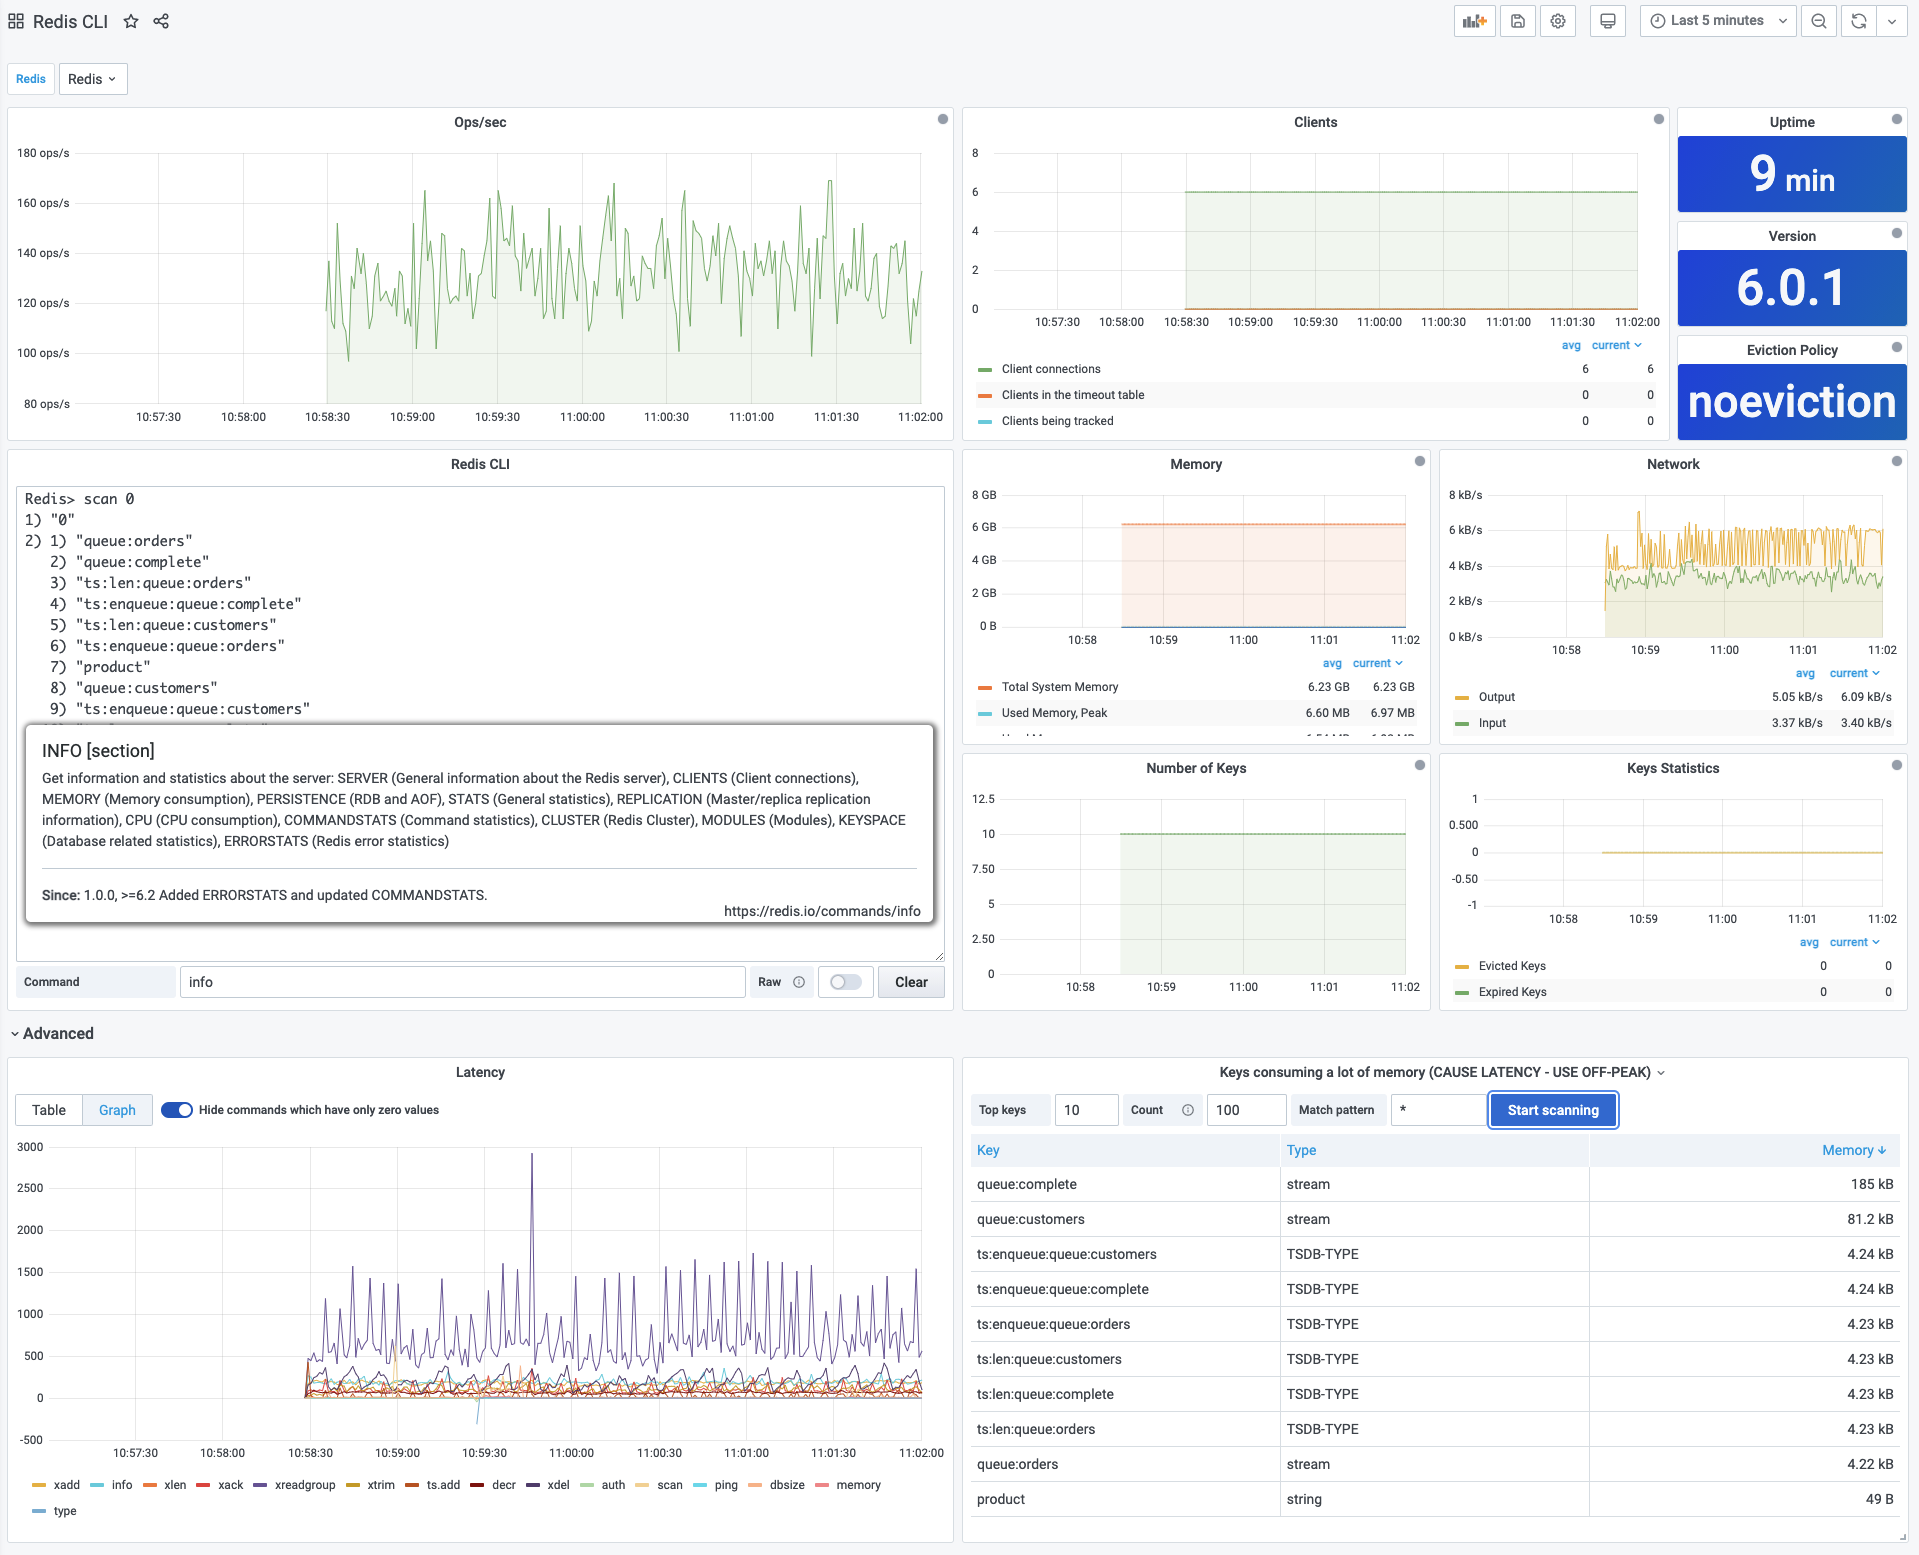 Redis CLI
Last 5 minutes
Redis
Redis
Ops/sec
180 ops/s
160 ops/s
140 ops/s
120 ops/s
100 ops/s
80 ops/s
10:57:30 10:58:00 10:58:30 10:59:00 10:59:30 11:00:00 11:00:30 11:01:00 11:01:30 11:02:00
Clients
8
6
4
2
0
10:57:30 10:58:00 10:58:30 10:59:00 10:59:30 11:00:00 11:00:30 11:01:00 11:01:30 11:02:00
avg current
Client connections 6 6
Clients in the timeout table 0 0
Clients being tracked 0 0
Uptime
9 min
Version
6.0.1
Eviction Policy
noeviction
Redis CLI
Redis> scan 0
1) "0"
2) 1) "queue:orders"
2) "queue:complete"
3) "ts:len:queue:orders"
4) "ts:enqueue:queue:complete"
5) "ts:len:queue:customers"
6) "ts:enqueue:queue:orders"
7) "product"
8) "queue:customers"
9) "ts:enqueue:queue:customers"
INFO [section]
Get information and statistics about the server: SERVER (General information about the Redis server), CLIENTS (Client connections),
MEMORY (Memory consumption), PERSISTENCE (RDB and AOF), STATS (General statistics), REPLICATION (Master/replica replication
information), CPU (CPU consumption), COMMANDSTATS (Command statistics), CLUSTER (Redis Cluster), MODULES (Modules), KEYSPACE
(Database related statistics), ERRORSTATS (Redis error statistics)
Since: 1.0.0, >=6.2 Added ERRORSTATS and updated COMMANDSTATS.
https://redis.io/commands/info
Command info Raw Clear
Memory
8 GB
6 GB
4 GB
2 GB
0 B
10:58 10:59 11:00 11:01 11:02
avg current
Total System Memory 6.23 GB 6.23 GB
Used Memory, Peak 6.60 MB 6.97 MB
Network
8 kB/s
6 kB/s
4 kB/s
2 kB/s
0 kB/s
10:58 10:59 11:00 11:01 11:02
avg current
Output 5.05 kB/s 6.09 kB/s
Input 3.37 kB/s 3.40 kB/s
Number of Keys
12.5
10
7.50
5
2.50
0
10:58 10:59 11:00 11:01 11:02
Keys Statistics
1
0.500
0
-0.50
-1
10:58 10:59 11:00 11:01 11:02
avg current
Evicted Keys 0 0
Expired Keys 0 0
Advanced
Latency
Table Graph Hide commands which have only zero values
3000
2500
2000
1500
1000
500
0
-500
10:57:30 10:58:00 10:58:30 10:59:00 10:59:30 11:00:00 11:00:30 11:01:00 11:01:30 11:02:00
xadd info xlen xack xreadgroup xtrim ts.add decr xdel auth scan ping dbsize memory
type
Keys consuming a lot of memory (CAUSE LATENCY - USE OFF-PEAK)
Top keys 10 Count 100 Match pattern * Start scanning
Key Type Memory
queue:complete stream 185 kB
queue:customers stream 81.2 kB
ts:enqueue:queue:customers TSDB-TYPE 4.24 kB
ts:enqueue:queue:complete TSDB-TYPE 4.24 kB
ts:enqueue:queue:orders TSDB-TYPE 4.23 kB
ts:len:queue:customers TSDB-TYPE 4.23 kB
ts:len:queue:complete TSDB-TYPE 4.23 kB
ts:len:queue:orders TSDB-TYPE 4.23 kB
queue:orders stream 4.22 kB
product string 49 B